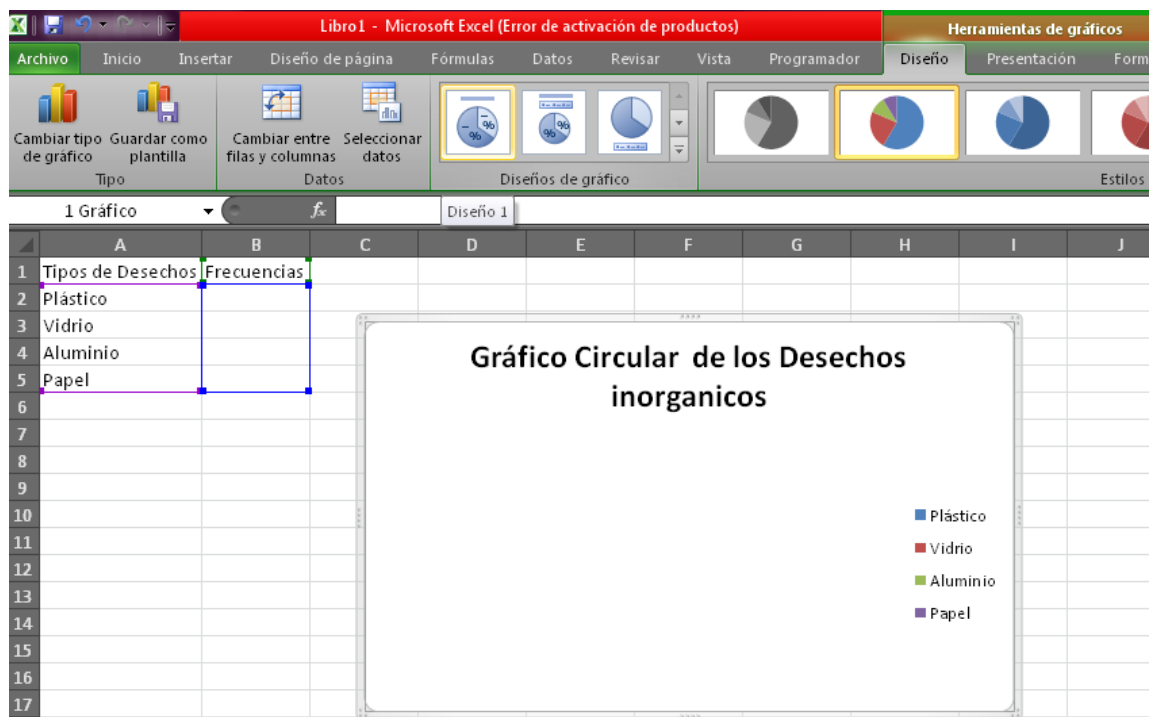 Libro1 - Microsoft Excel (Error de activación de productos)
Herramientas de gráficos
Archivo Inicio Insertar Diseño de página Fórmulas Datos Revisar Vista Programador Diseño Presentación Form
Cambiar tipo de gráfico
Guardar como plantilla
Cambiar entre filas y columnas
Seleccionar datos
Tipo Datos Diseños de gráfico Estilos
1 Gráfico fx
Diseño 1
A B C D E F G H I J
1 Tipos de Desechos Frecuencias
2 Plástico
3 Vidrio
4 Aluminio
5 Papel
6
7
8
9
10
11
12
13
14
15
16
17
Gráfico Circular de los Desechos
inorganicos
Plástico
Vidrio
Aluminio
Papel